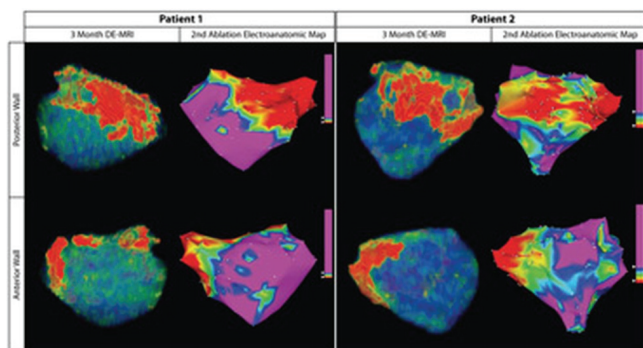 Patient 1
Patient 2
3 Month DE-MRI
2nd Ablation Electroanatomic Map
3 Month DE-MRI
2nd Ablation Electroanatomic Map
Posterior Wall
Anterior Wall